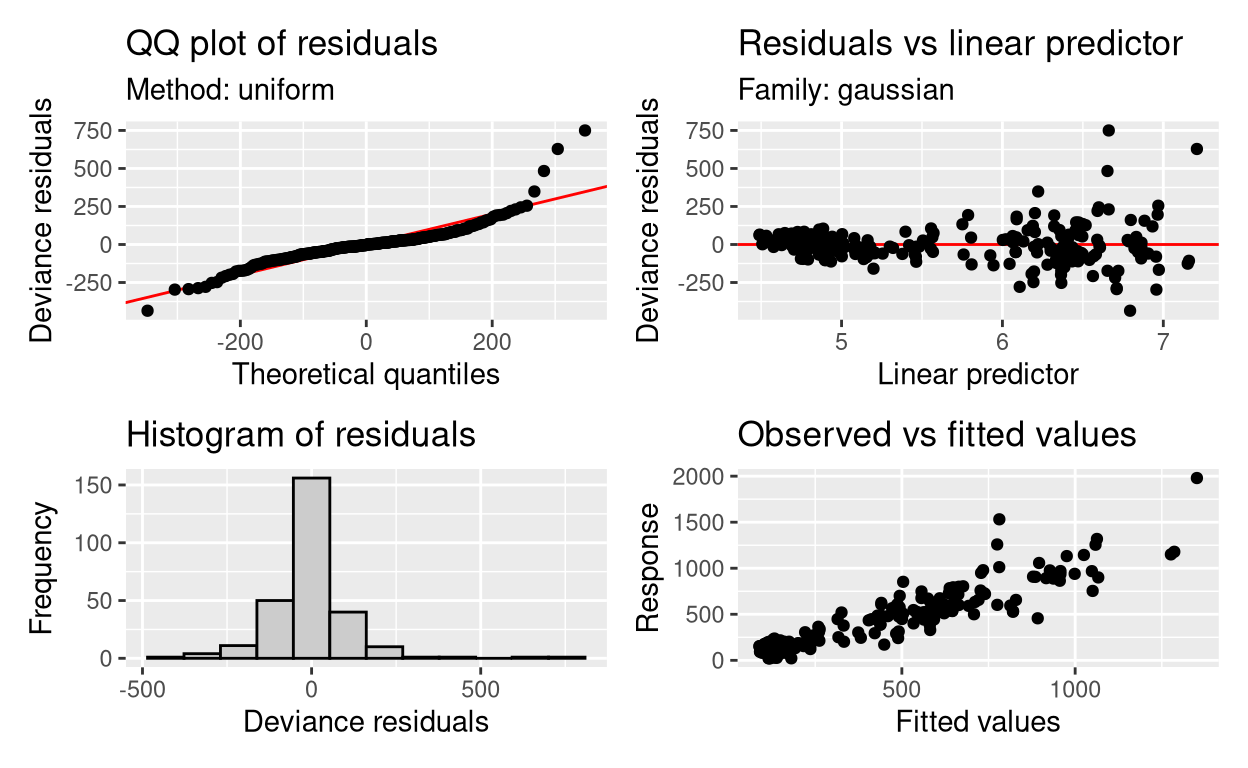 QQ plot of residuals
Method: uniform
Deviance residuals
750
500
250
0
-250
-200
0
200
Theoretical quantiles
Residuals vs linear predictor
Family: gaussian
Deviance residuals
750
500
250
0
-250
5
6
7
Linear predictor
Histogram of residuals
Frequency
150
100
50
0
-500
0
500
Deviance residuals
Observed vs fitted values
Response
2000
1500
1000
500
0
500
1000
Fitted values